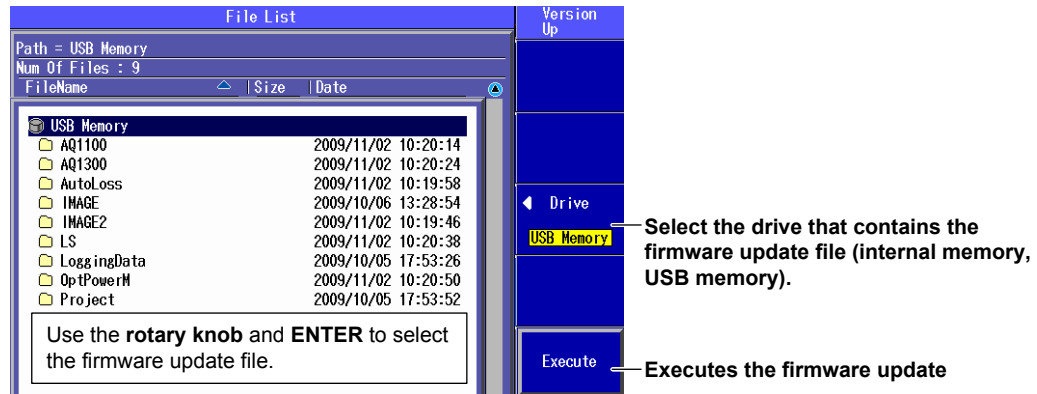 File List
Path = USB Memory
Num Of Files : 9
FileName Size Date
USB Memory
AQ1100 2009/11/02 10:20:14
AQ1300 2009/11/02 10:20:24
AutoLoss 2009/11/02 10:19:58
IMAGE 2009/10/06 13:28:54
IMAGE2 2009/11/02 10:19:46
LS 2009/11/02 10:20:38
LoggingData 2009/10/05 17:53:26
OptPowerM 2009/11/02 10:20:50
Project 2009/10/05 17:53:52
Use the rotary knob and ENTER to select
the firmware update file.
Version
Up
Drive
USB Memory
Execute
Select the drive that contains the
firmware update file (internal memory,
USB memory).
Executes the firmware update